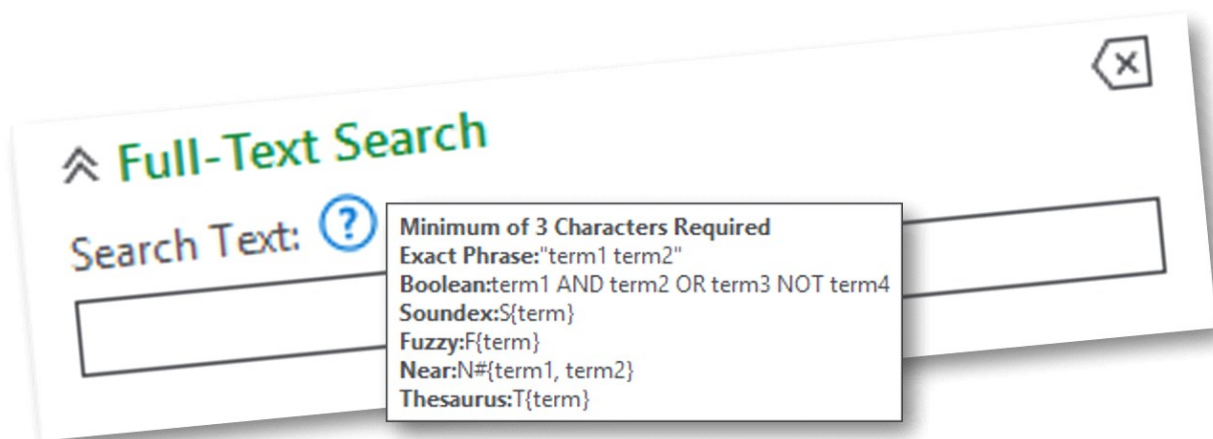 Full-Text Search
Search Text: ?
Minimum of 3 Characters Required
Exact Phrase:"term1 term2"
Boolean:term1 AND term2 OR term3 NOT term4
Soundex:S{term}
Fuzzy:F{term}
Near:N#{term1, term2}
Thesaurus:T{term}